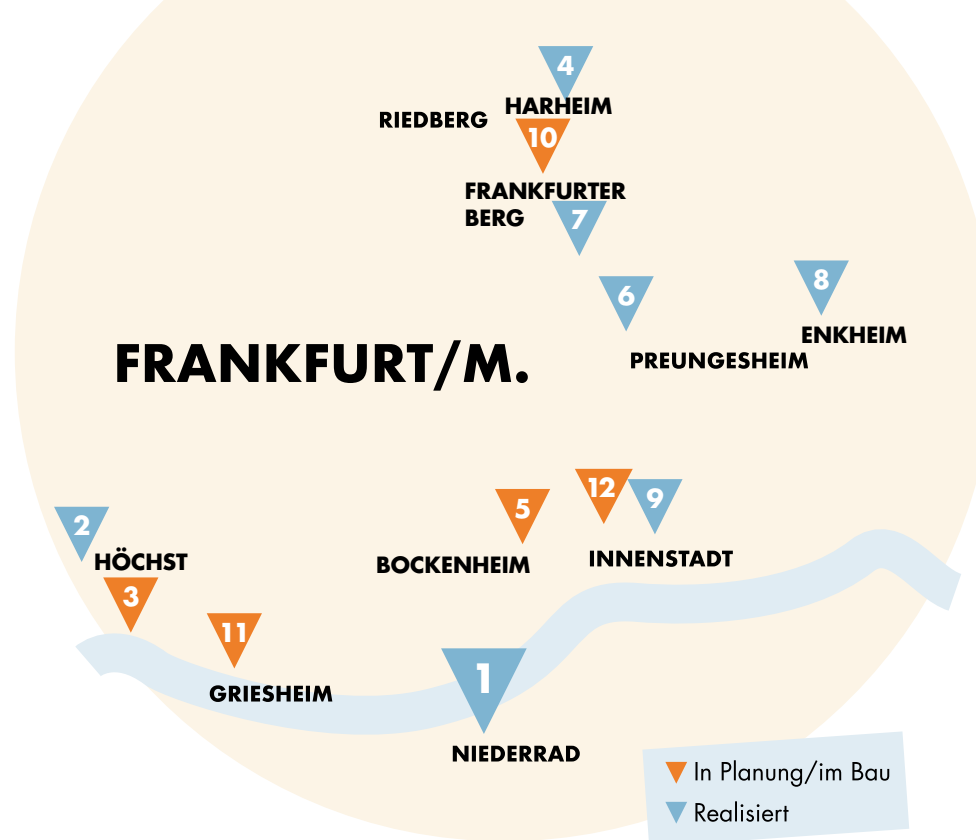 4
HARHEIM
RIEDBERG
10
FRANKFURTER
BERG
7
6
8
ENKHEIM
PREUNGESHEIM
FRANKFURT/M.
12
9
5
2
INNENSTADT
HÖCHST
BOCKENHEIM
3
11
1
GRIESHEIM
NIEDERRAD
In Planung/im Bau
Realisiert